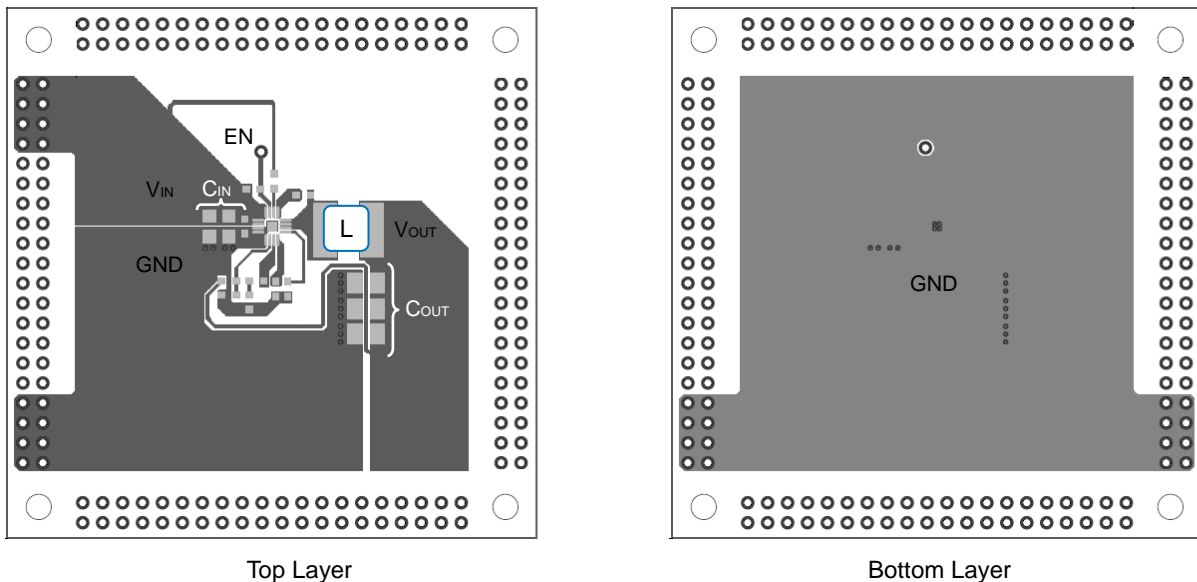 EN
VIN
CIN
L
VOUT
GND
COUT
GND
Top Layer
Bottom Layer